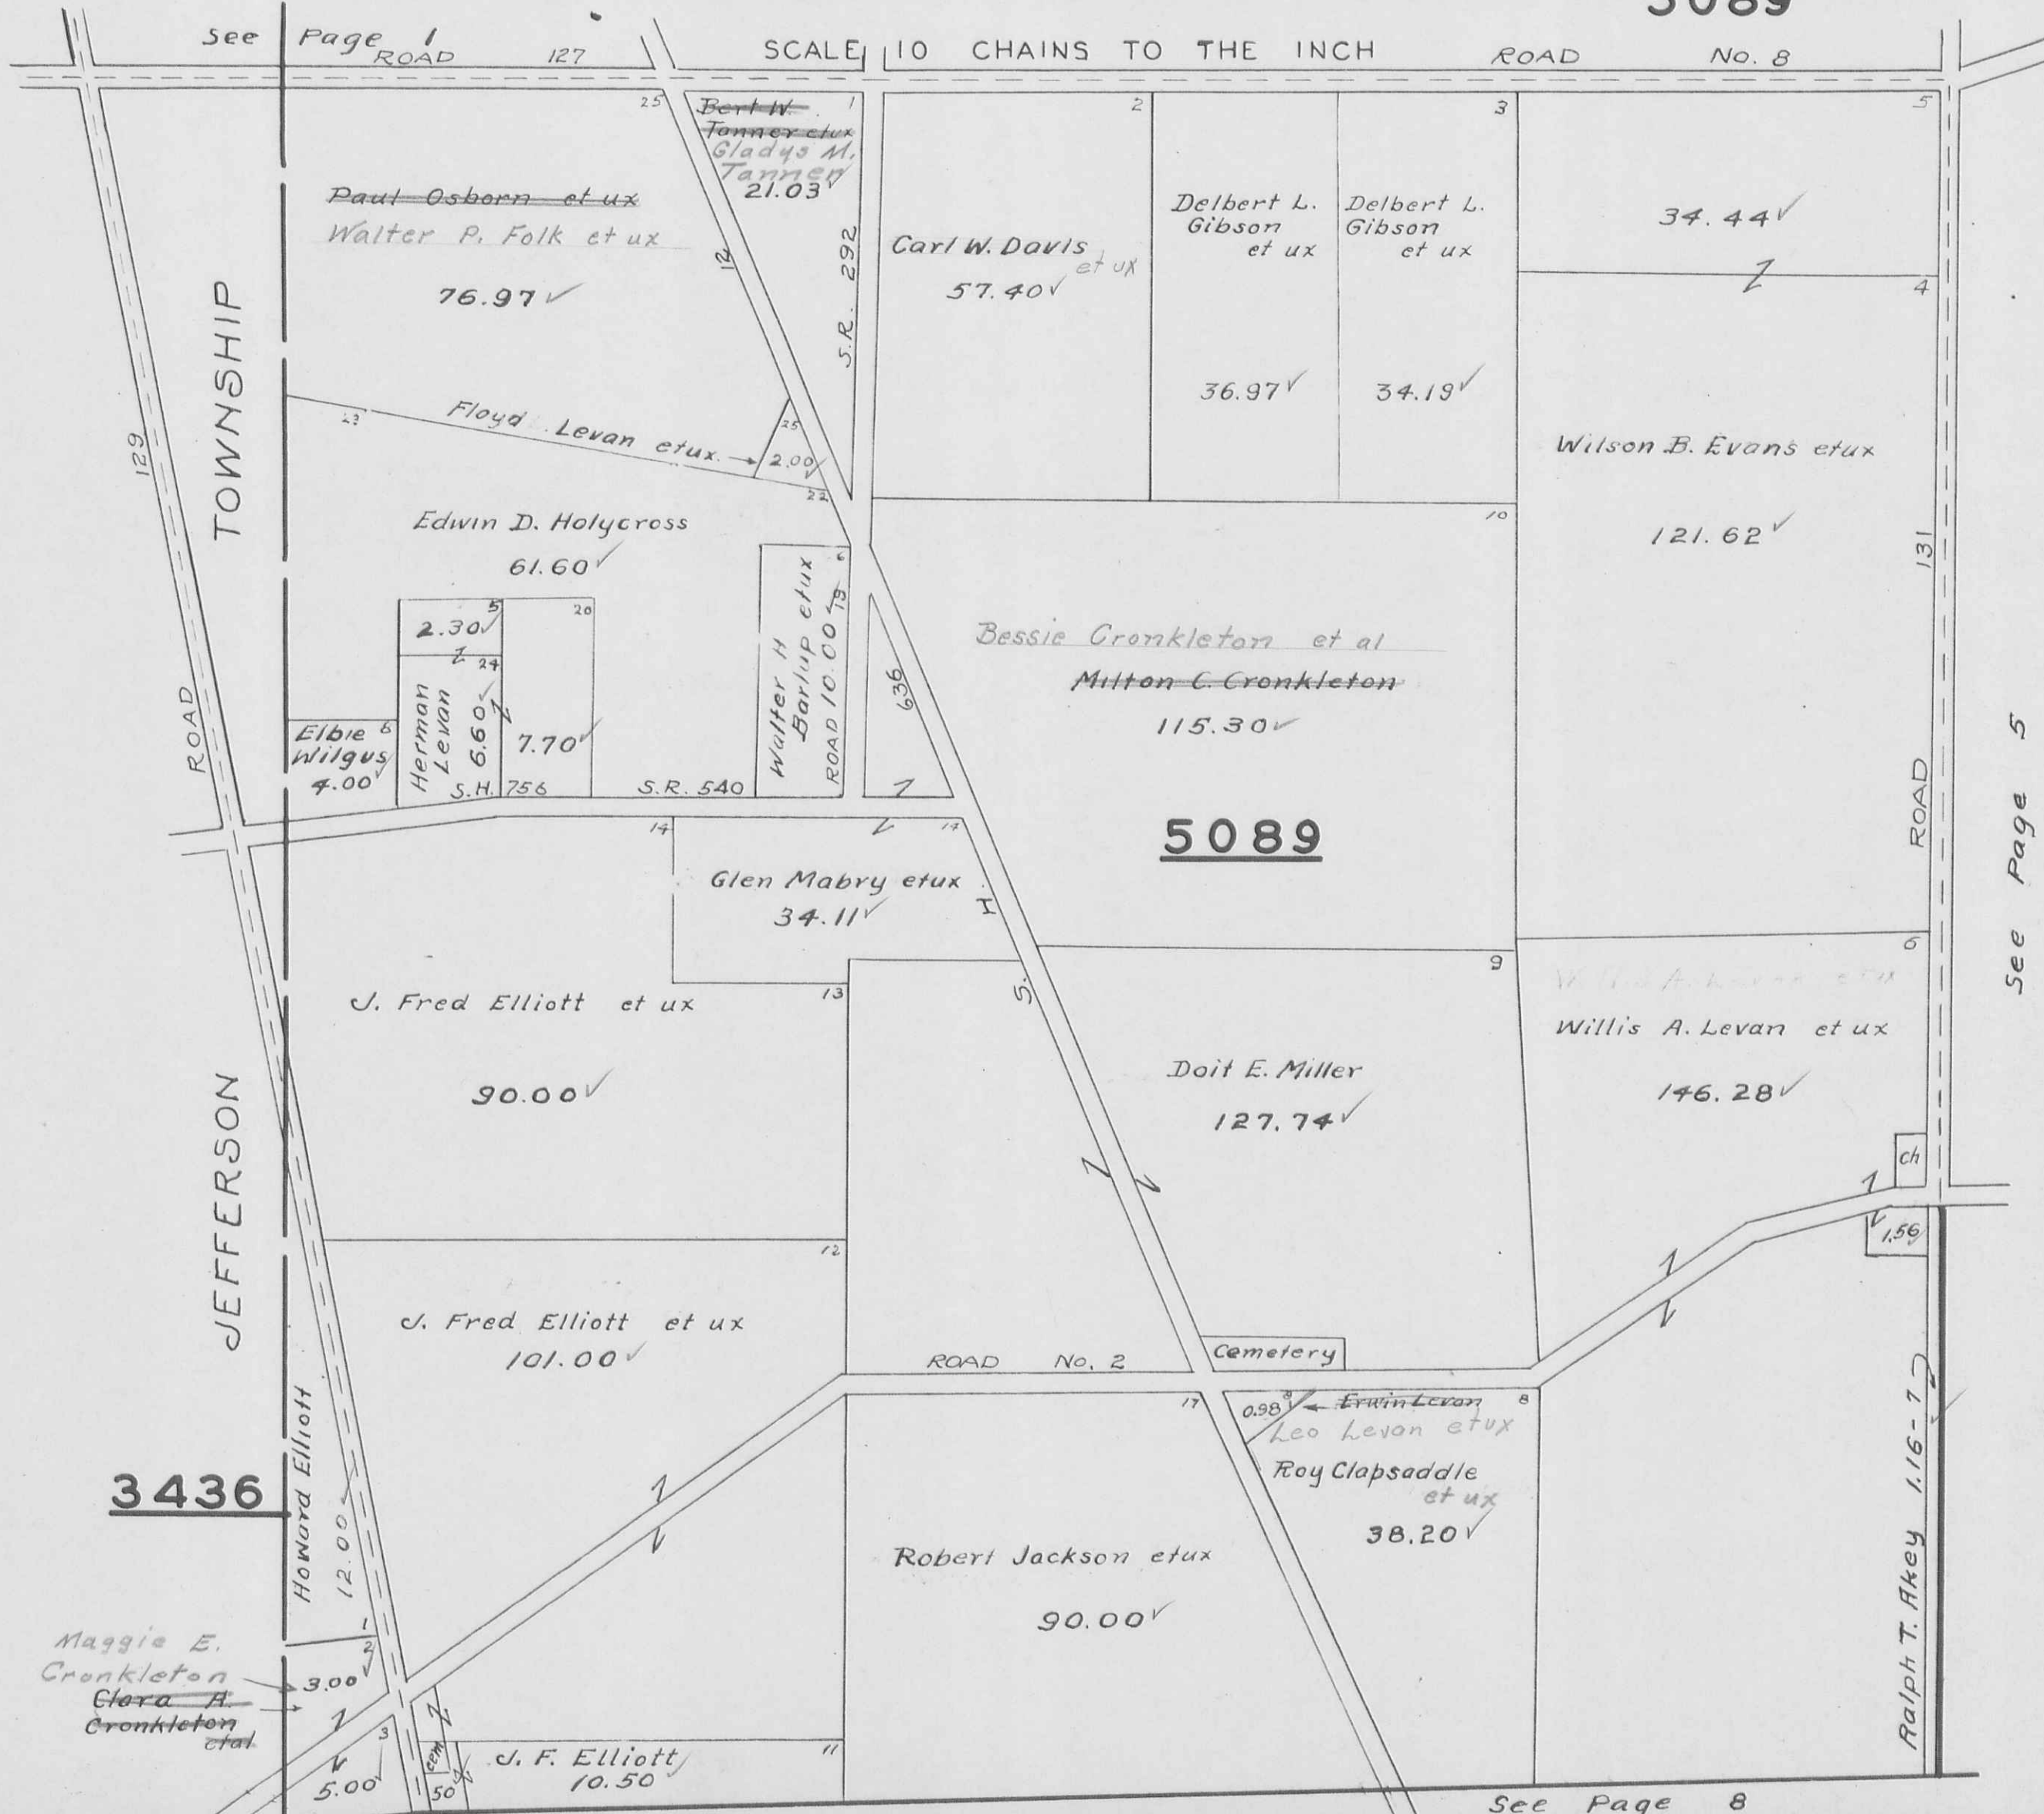 5089
See Page 1
ROAD 127
SCALE 10 CHAINS TO THE INCH
ROAD No. 8
25
Bert W.
Tanner etux
Gladys M.
Tanner
21.03
1
2
3
5
Paul Osborn et ux
Walter P. Folk et ux
76.97
12
S.R. 292
Carl W. Davis
et ux
57.40
Delbert L.
Gibson
et ux
36.97
Delbert L.
Gibson
et ux
34.19
34.44
4
Wilson B. Evans etux
121.62
TOWNSHIP
129
ROAD
23
Floyd Levan etux.
25
2.00
22
Edwin D. Holycross
61.60
5
2.30
24
Herman
Levan
6.60
20
7.70
Elbie 6
Wilgus
4.00
S.H. 756
S.R. 540
Walter H
Barlup etux
ROAD 10.00 19
6
636
10
Bessie Cronkleton et al
Milton C. Cronkleton
115.30
5089
131
ROAD
See Page 5
14
14
Glen Mabry etux
34.11
S. H
13
J. Fred Elliott et ux
90.00
9
Doit E. Miller
127.74
6
Willis A. Levan et ux
146.28
ch
1.56
JEFFERSON
12
J. Fred Elliott et ux
101.00
ROAD No. 2
Cemetery
17
0.98 8
Erwin Levan
8
Leo Levan etux
Roy Clapsaddle
et ux
38.20
3436
Howard Elliott
12.00
Robert Jackson etux
90.00
Ralph T. Akey 1.16-7
1
2
Maggie E.
Cronkleton
3.00
Clara A.
Cronkleton
etal
3
5.00
cem
50
J. F. Elliott
10.50
11
See Page 8